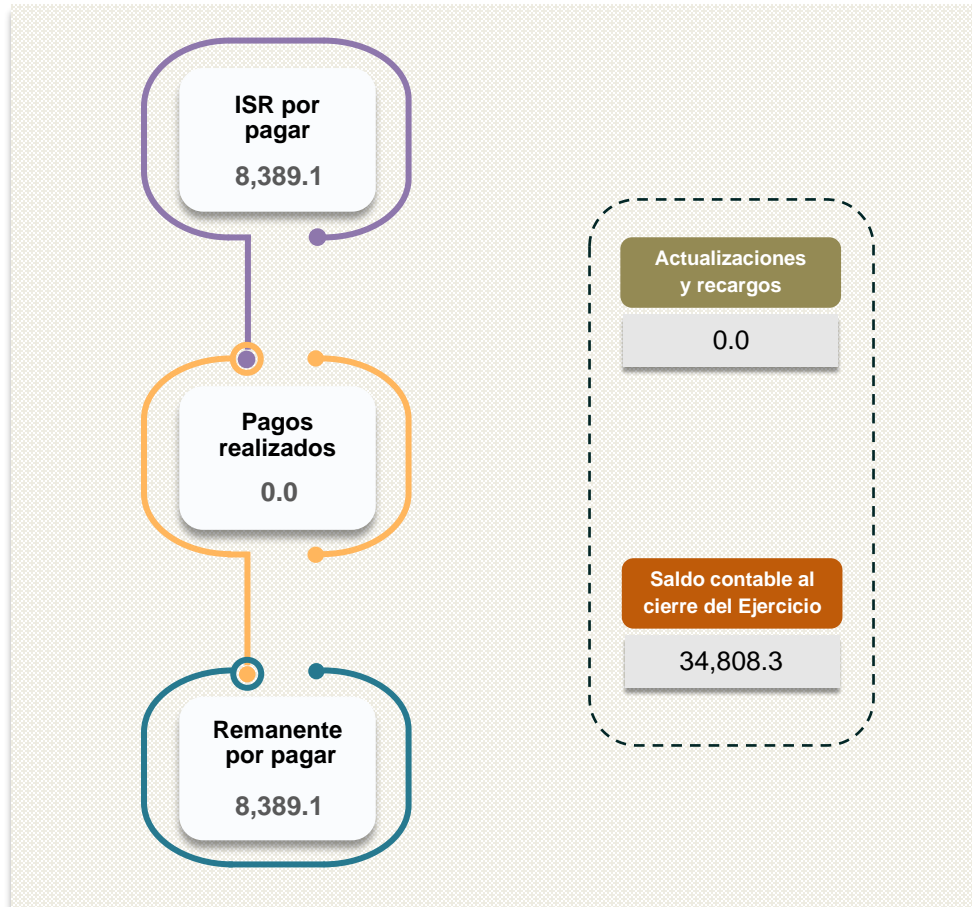 ISR por
pagar
8,389.1
Pagos
realizados
0.0
Remanente
por pagar
8,389.1
Actualizaciones
y recargos
0.0
Saldo contable al
cierre del Ejercicio
34,808.3